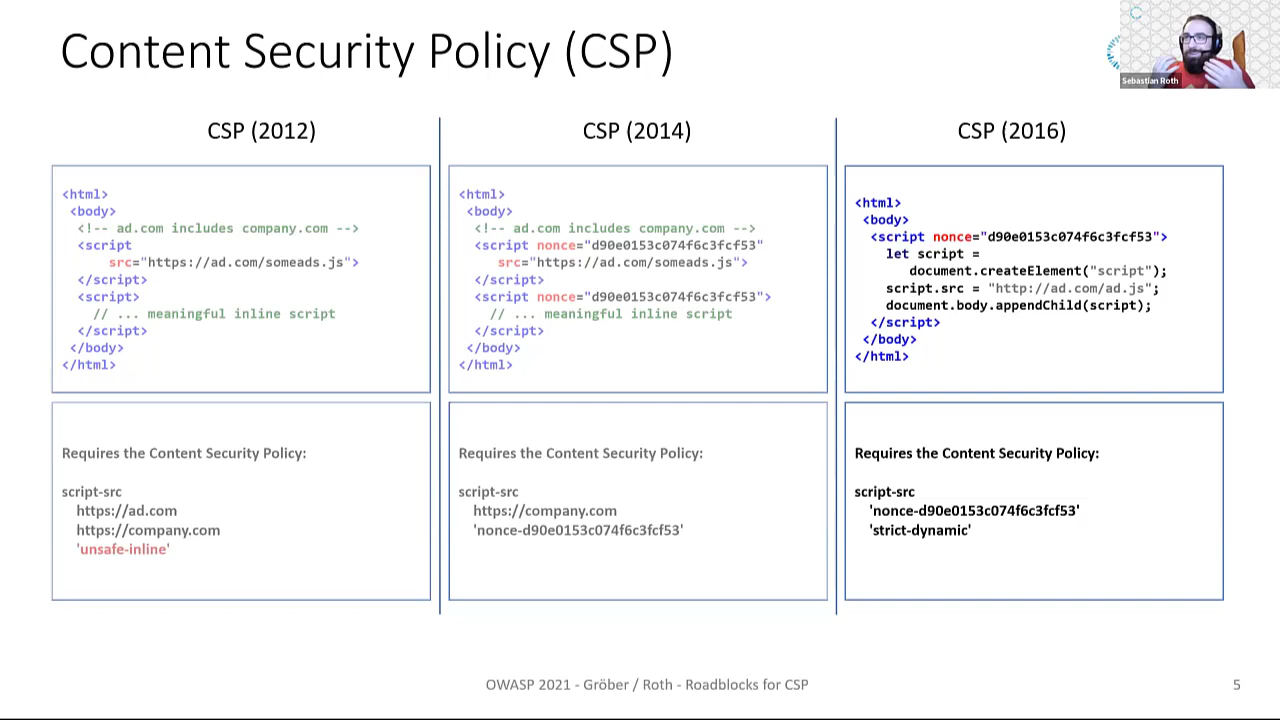 Content Security Policy (CSP)
Sebastian Roth
CSP (2012)
<html>
<body>
<!-- ad.com includes company.com -->
<script
src="https://ad.com/someads.js">
</script>
<script>
// ... meaningful inline script
</script>
</body>
</html>
Requires the Content Security Policy:
script-src
https://ad.com
https://company.com
'unsafe-inline'
CSP (2014)
<html>
<body>
<!-- ad.com includes company.com -->
<script nonce="d90e0153c074f6c3fcf53"
src="https://ad.com/someads.js">
</script>
<script nonce="d90e0153c074f6c3fcf53">
// ... meaningful inline script
</script>
</body>
</html>
Requires the Content Security Policy:
script-src
https://company.com
'nonce-d90e0153c074f6c3fcf53'
CSP (2016)
<html>
<body>
<script nonce="d90e0153c074f6c3fcf53">
let script =
document.createElement("script");
script.src = "http://ad.com/ad.js";
document.body.appendChild(script);
</script>
</body>
</html>
Requires the Content Security Policy:
script-src
'nonce-d90e0153c074f6c3fcf53'
'strict-dynamic'
OWASP 2021 - Gröber / Roth - Roadblocks for CSP
5